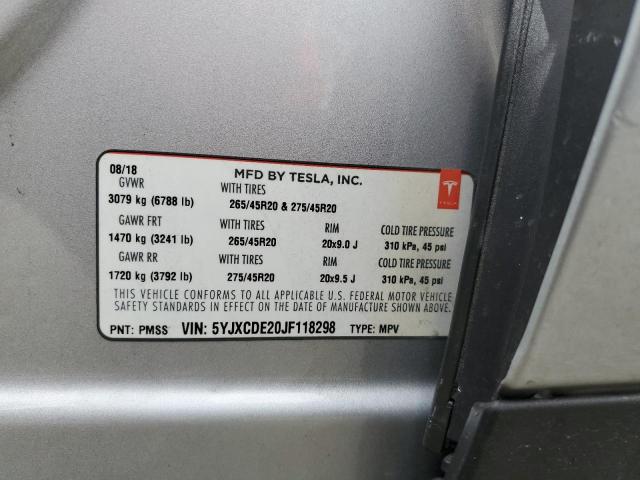 08/18 MFD BY TESLA, INC.
GVWR WITH TIRES
3079 kg (6788 lb) 265/45R20 & 275/45R20
GAWR FRT WITH TIRES RIM COLD TIRE PRESSURE
1470 kg (3241 lb) 265/45R20 20x9.0 J 310 kPa, 45 psi
GAWR RR WITH TIRES RIM COLD TIRE PRESSURE
1720 kg (3792 lb) 275/45R20 20x9.5 J 310 kPa, 45 psi
THIS VEHICLE CONFORMS TO ALL APPLICABLE U.S. FEDERAL MOTOR VEHICLE
SAFETY STANDARDS IN EFFECT ON THE DATE OF MANUFACTURE SHOWN ABOVE.
PNT: PMSS VIN: 5YJXCDE20JF118298 TYPE: MPV
TESLA